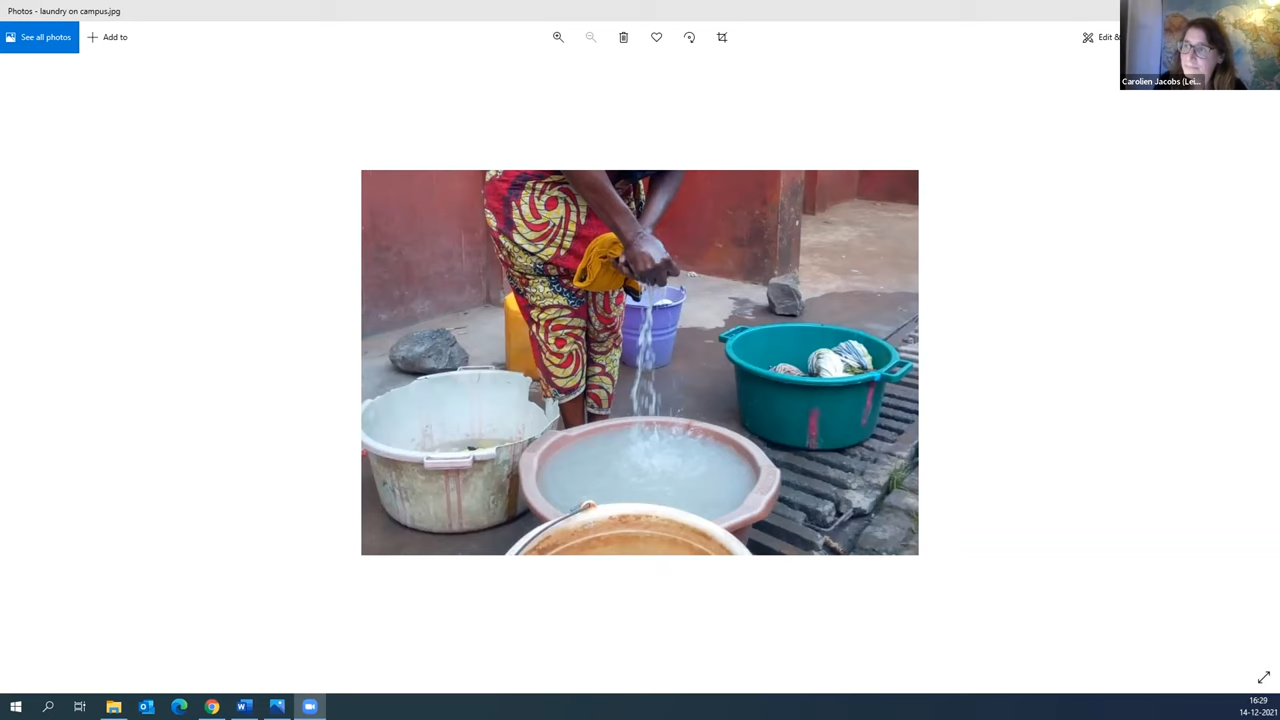 Photos - laundry on campus.jpg
See all photos
Add to
Edit &
Carolien Jacobs (Lei...
16:29
14-12-2021